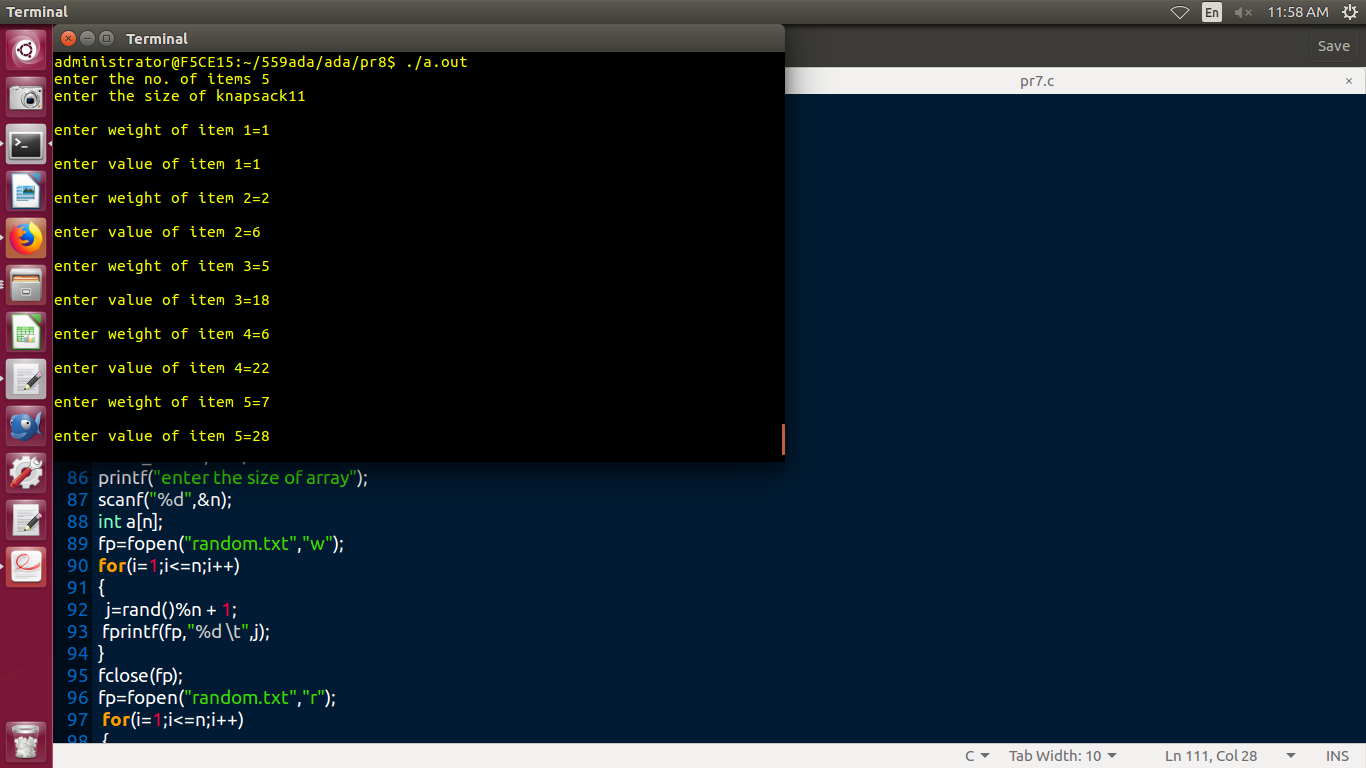 Terminal
En
11:58 AM
Terminal
Save
pr7.c
administrator@F5CE15:~/559ada/ada/pr8$ ./a.out
enter the no. of items 5
enter the size of knapsack11
enter weight of item 1=1
enter value of item 1=1
enter weight of item 2=2
enter value of item 2=6
enter weight of item 3=5
enter value of item 3=18
enter weight of item 4=6
enter value of item 4=22
enter weight of item 5=7
enter value of item 5=28
86 printf("enter the size of array");
87 scanf("%d",&n);
88 int a[n];
89 fp=fopen("random.txt","w");
90 for(i=1;i<=n;i++)
91 {
92 j=rand()%n + 1;
93 fprintf(fp,"%d \t",j);
94 }
95 fclose(fp);
96 fp=fopen("random.txt","r");
97 for(i=1;i<=n;i++)
98 {
C Tab Width: 10 Ln 111, Col 28 INS